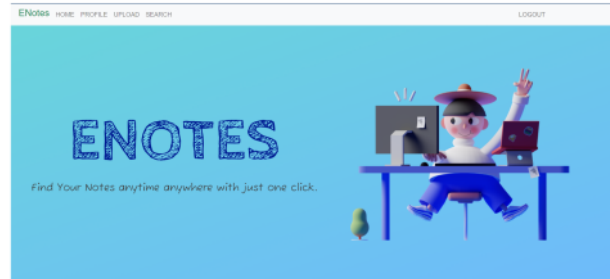 ENotes HOME PROFILE UPLOAD SEARCH LOGOUT
ENOTES
Find Your Notes anytime anywhere with just one click.